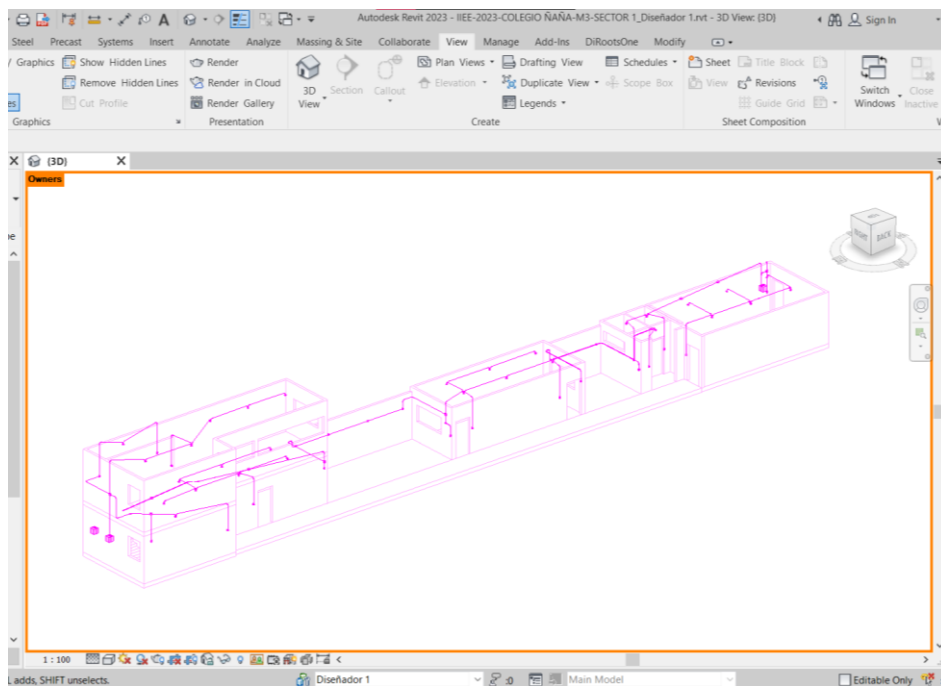 Autodesk Revit 2023 - IIEE-2023-COLEGIO ÑAÑA-M3-SECTOR 1_Diseñador 1.rvt - 3D View: {3D}
Sign In
Steel Precast Systems Insert Annotate Analyze Massing & Site Collaborate View Manage Add-Ins DiRootsOne Modify
Graphics Show Hidden Lines Render Plan Views Drafting View Schedules Sheet Title Block
Remove Hidden Lines Render in Cloud 3D View Section Callout Elevation Duplicate View Scope Box View Revisions Switch Windows Close Inactive
Cut Profile Render Gallery Legends Guide Grid
Graphics Presentation Create Sheet Composition
{3D}
Owners
RIGHT BACK
pe
1 : 100
adds, SHIFT unselects. Diseñador 1 :0 Main Model Editable Only